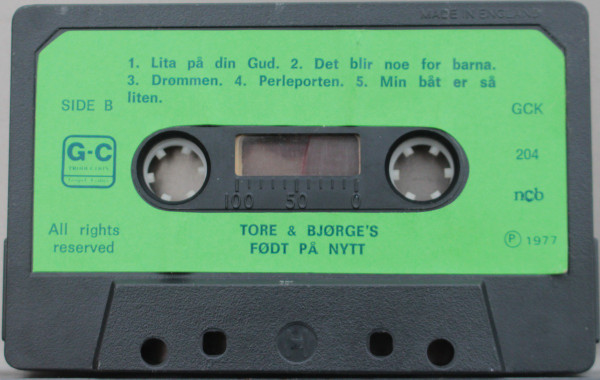 MADE IN ENGLAND
1. Lita på din Gud. 2. Det blir noe for barna.
3. Drømmen. 4. Perleporten. 5. Min båt er så
liten.
SIDE B
GCK
204
ncb
G-C
100 50 0
All rights
reserved
TORE & BJØRGE'S
FØDT PÅ NYTT
℗ 1977